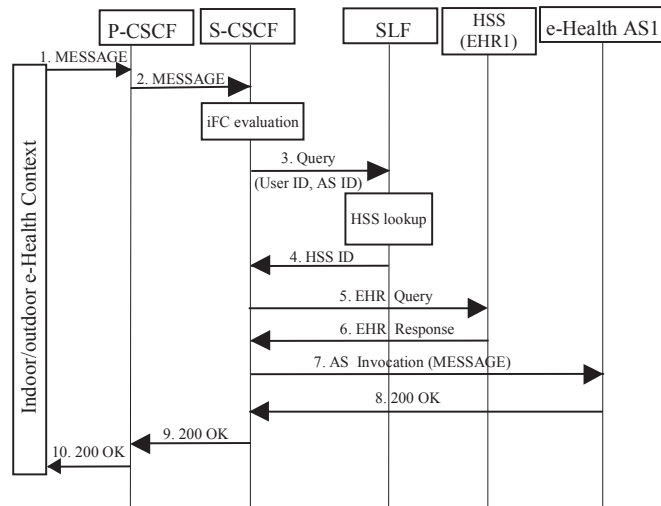 P-CSCF
S-CSCF
SLF
HSS
(EHR1)
e-Health AS1
1. MESSAGE
2. MESSAGE
iFC evaluation
3. Query
(User ID, AS ID)
HSS lookup
4. HSS ID
5. EHR Query
6. EHR Response
7. AS Invocation (MESSAGE)
8. 200 OK
9. 200 OK
10. 200 OK
Indoor/outdoor e-Health Context